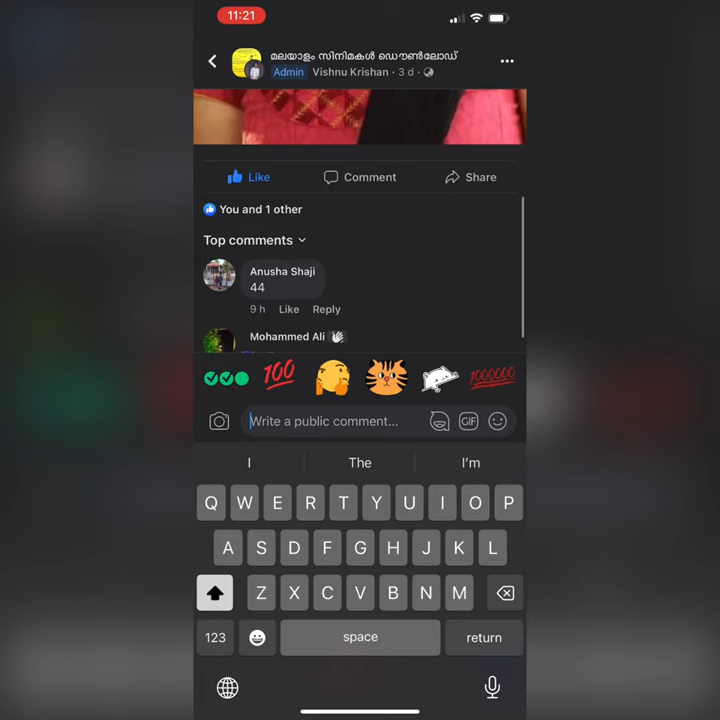 11:21
മലയാളം സിനിമകൾ ഡൌൺലോഡ്
Admin Vishnu Krishan · 3 d ·
Like Comment Share
You and 1 other
Top comments
Anusha Shaji
44
9 h Like Reply
Mohammed Ali
100 1000000
Write a public comment... GIF
I The I'm
Q W E R T Y U I O P
A S D F G H J K L
Z X C V B N M
123 space return